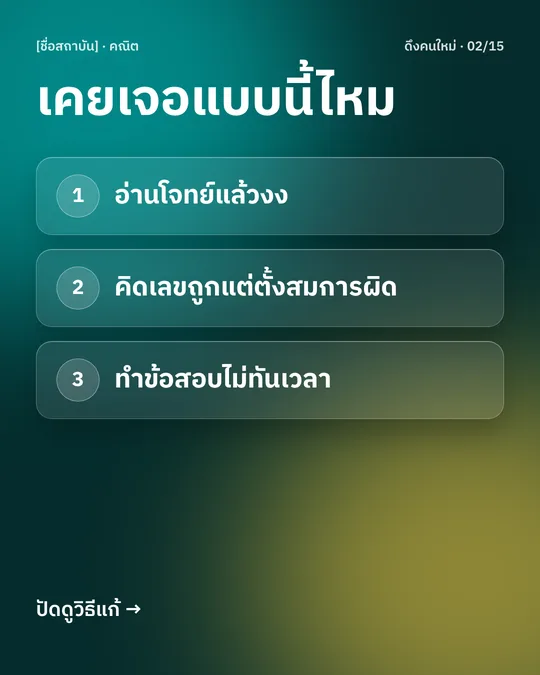 [ชื่อสถาบัน] · คณิต
ดึงคนใหม่ · 02/15
เคยเจอแบบนี้ไหม
1 อ่านโจทย์แล้วงง
2 คิดเลขถูกแต่ตั้งสมการผิด
3 ทำข้อสอบไม่ทันเวลา
ปัดดูวิธีแก้ →